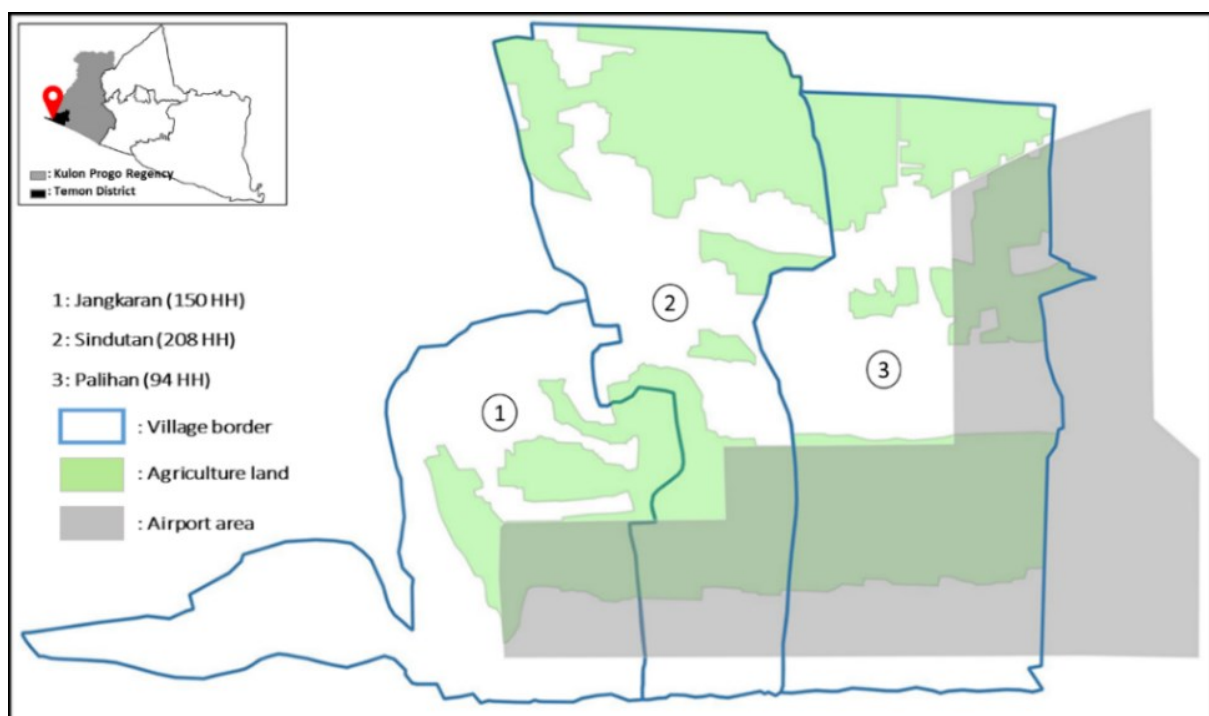 : Kulon Progo Regency
: Temon District
1: Jangkaran (150 HH)
2: Sindutan (208 HH)
3: Palihan (94 HH)
: Village border
: Agriculture land
: Airport area
2
3
1